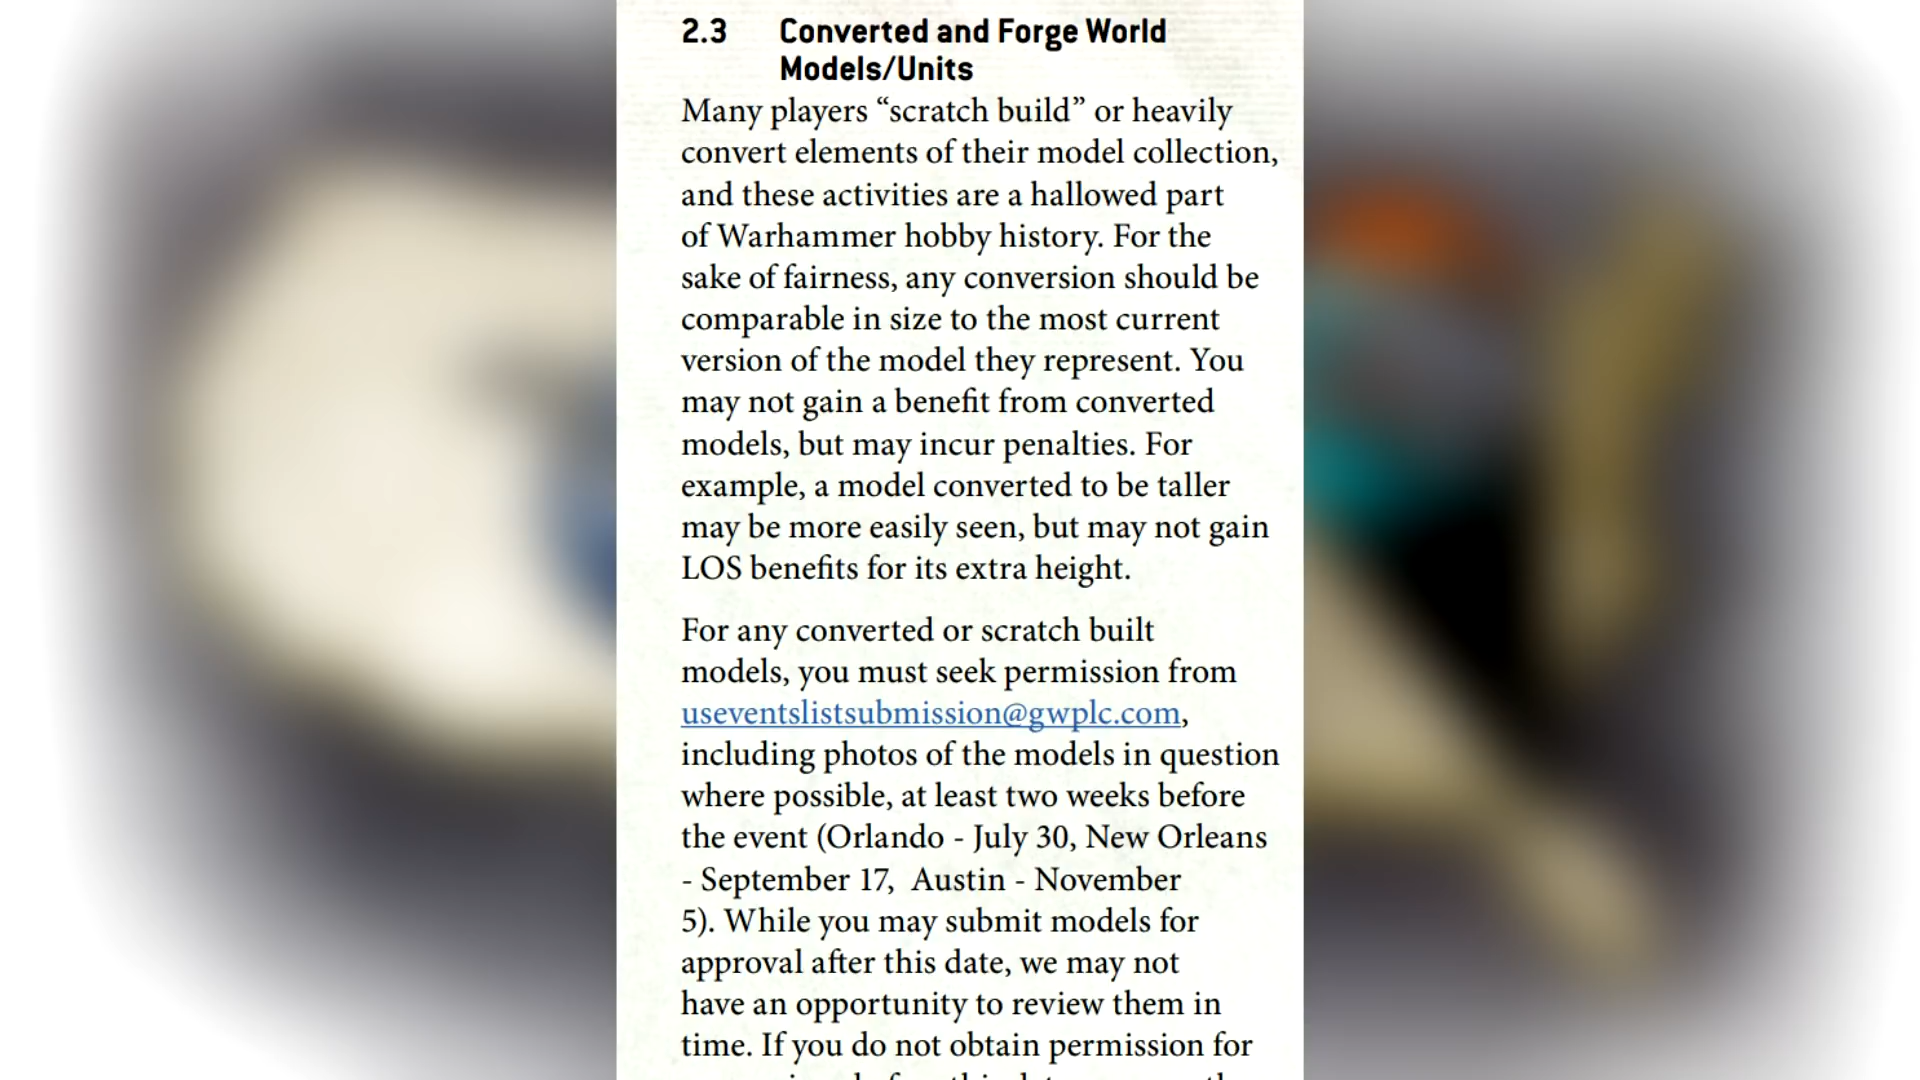 2.3 Converted and Forge World
Models/Units
Many players “scratch build” or heavily
convert elements of their model collection,
and these activities are a hallowed part
of Warhammer hobby history. For the
sake of fairness, any conversion should be
comparable in size to the most current
version of the model they represent. You
may not gain a benefit from converted
models, but may incur penalties. For
example, a model converted to be taller
may be more easily seen, but may not gain
LOS benefits for its extra height.
For any converted or scratch built
models, you must seek permission from
useventslistsubmission@gwplc.com,
including photos of the models in question
where possible, at least two weeks before
the event (Orlando - July 30, New Orleans
- September 17, Austin - November
5). While you may submit models for
approval after this date, we may not
have an opportunity to review them in
time. If you do not obtain permission for